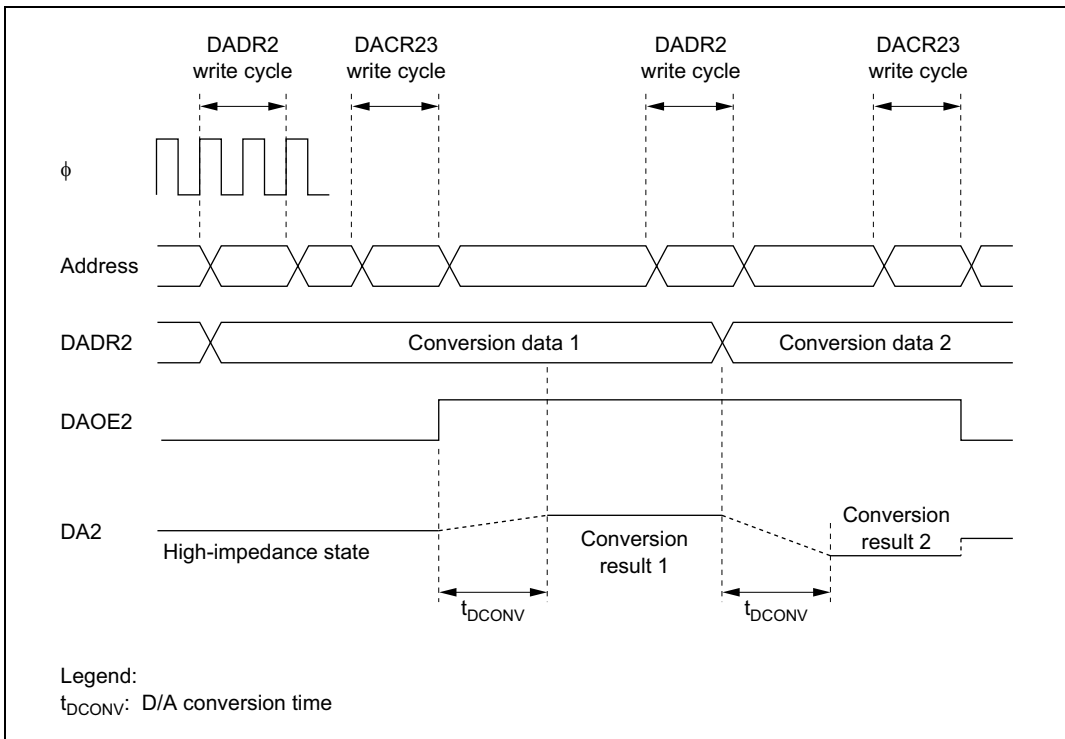 DADR2
write cycle
DACR23
write cycle
DADR2
write cycle
DACR23
write cycle
ϕ
Address
DADR2
Conversion data 1
Conversion data 2
DAOE2
DA2
High-impedance state
Conversion
result 1
Conversion
result 2
tDCONV
tDCONV
Legend:
tDCONV: D/A conversion time